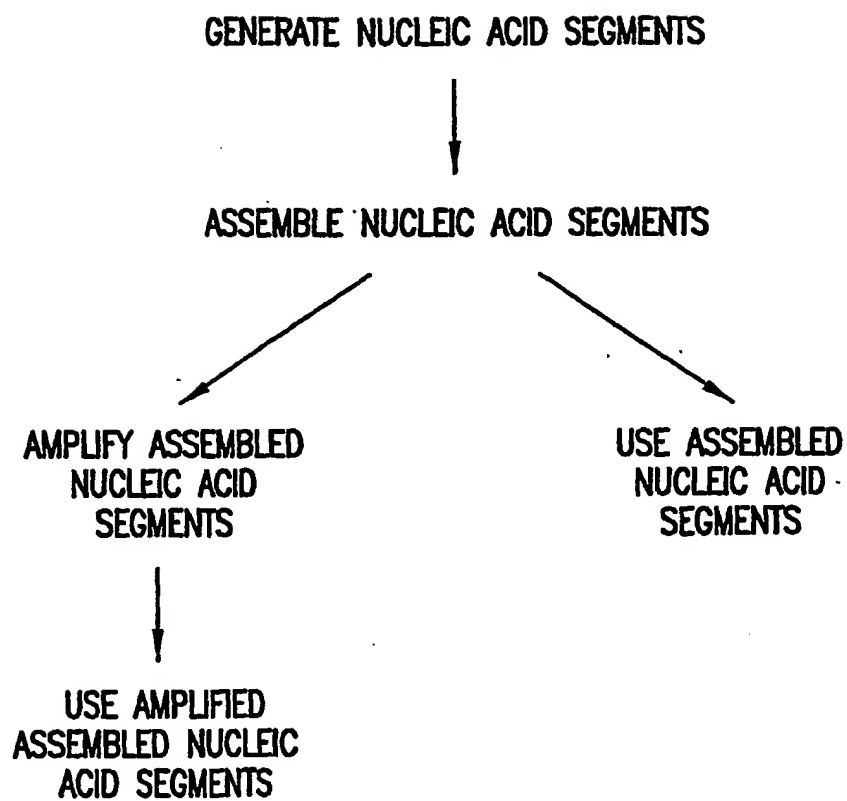 GENERATE NUCLEIC ACID SEGMENTS
ASSEMBLE NUCLEIC ACID SEGMENTS
AMPLIFY ASSEMBLED
NUCLEIC ACID
SEGMENTS
USE ASSEMBLED
NUCLEIC ACID
SEGMENTS
USE AMPLIFIED
ASSEMBLED NUCLEIC
ACID SEGMENTS